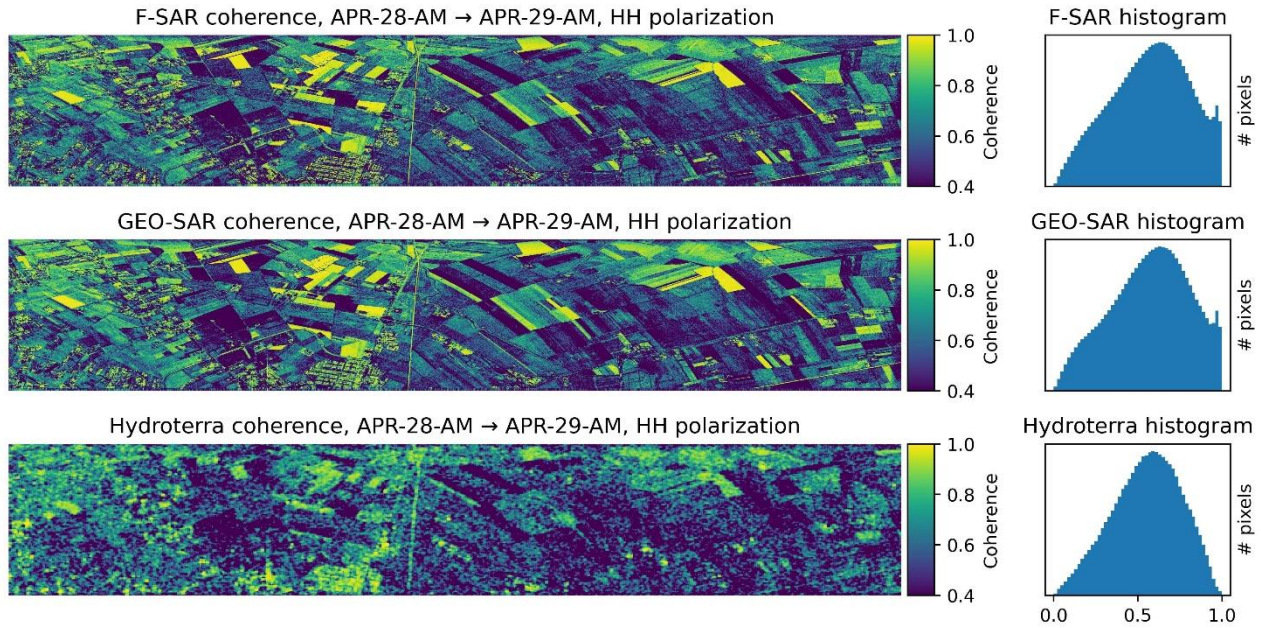 F-SAR coherence, APR-28-AM → APR-29-AM, HH polarization
1.0
0.8
0.6
0.4
Coherence
F-SAR histogram
# pixels
GEO-SAR coherence, APR-28-AM → APR-29-AM, HH polarization
1.0
0.8
0.6
0.4
Coherence
GEO-SAR histogram
# pixels
Hydroterra coherence, APR-28-AM → APR-29-AM, HH polarization
1.0
0.8
0.6
0.4
Coherence
Hydroterra histogram
# pixels
0.0 0.5 1.0